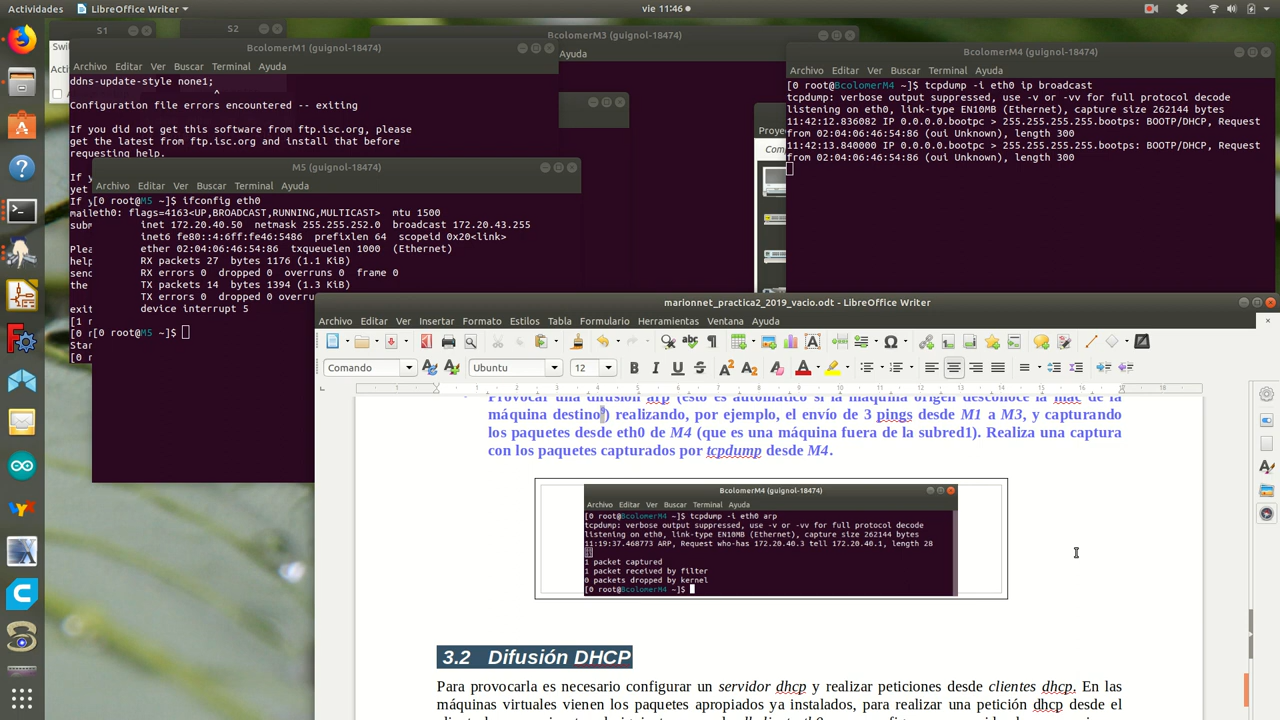 Actividades
LibreOffice Writer
vie 11:46
S1
S2
BcolomerM3 (guignol-18474)
Ayuda
BcolomerM1 (guignol-18474)
Archivo Editar Ver Buscar Terminal Ayuda
ddns-update-style none1;
^
Configuration file errors encountered -- exiting
If you did not get this software from ftp.isc.org, please
get the latest from ftp.isc.org and install that before
requesting help.
M5 (guignol-18474)
Archivo Editar Ver Buscar Terminal Ayuda
[0 root@M5 ~]$ ifconfig eth0
eth0: flags=4163<UP,BROADCAST,RUNNING,MULTICAST> mtu 1500
inet 172.20.40.50 netmask 255.255.252.0 broadcast 172.20.43.255
inet6 fe80::4:6ff:fe46:5486 prefixlen 64 scopeid 0x20<link>
ether 02:04:06:46:54:86 txqueuelen 1000 (Ethernet)
RX packets 27 bytes 1176 (1.1 KiB)
RX errors 0 dropped 0 overruns 0 frame 0
TX packets 14 bytes 1394 (1.3 KiB)
TX errors 0 dropped 0 overru
device interrupt 5
[0 root@M5 ~]$
BcolomerM4 (guignol-18474)
Archivo Editar Ver Buscar Terminal Ayuda
[0 root@BcolomerM4 ~]$ tcpdump -i eth0 ip broadcast
tcpdump: verbose output suppressed, use -v or -vv for full protocol decode
listening on eth0, link-type EN10MB (Ethernet), capture size 262144 bytes
11:42:12.836082 IP 0.0.0.0.bootpc > 255.255.255.255.bootps: BOOTP/DHCP, Request
from 02:04:06:46:54:86 (oui Unknown), length 300
11:42:13.840000 IP 0.0.0.0.bootpc > 255.255.255.255.bootps: BOOTP/DHCP, Request
from 02:04:06:46:54:86 (oui Unknown), length 300
marionnet_practica2_2019_vacio.odt - LibreOffice Writer
Archivo Editar Ver Insertar Formato Estilos Tabla Formulario Herramientas Ventana Ayuda
Comando
Ubuntu
12
Provocar una difusión arp (esto es automático si la máquina origen desconoce la mac de la
máquina destino) realizando, por ejemplo, el envío de 3 pings desde M1 a M3, y capturando
los paquetes desde eth0 de M4 (que es una máquina fuera de la subred1). Realiza una captura
con los paquetes capturados por tcpdump desde M4.
BcolomerM4 (guignol-18474)
Archivo Editar Ver Buscar Terminal Ayuda
[0 root@BcolomerM4 ~]$ tcpdump -i eth0 arp
tcpdump: verbose output suppressed, use -v or -vv for full protocol decode
listening on eth0, link-type EN10MB (Ethernet), capture size 262144 bytes
11:19:37.468773 ARP, Request who-has 172.20.40.3 tell 172.20.40.1, length 28
1 packet captured
1 packet received by filter
0 packets dropped by kernel
[0 root@BcolomerM4 ~]$
3.2 Difusión DHCP
Para provocarla es necesario configurar un servidor dhcp y realizar peticiones desde clientes dhcp. En las
máquinas virtuales vienen los paquetes apropiados ya instalados, para realizar una petición dhcp desde el